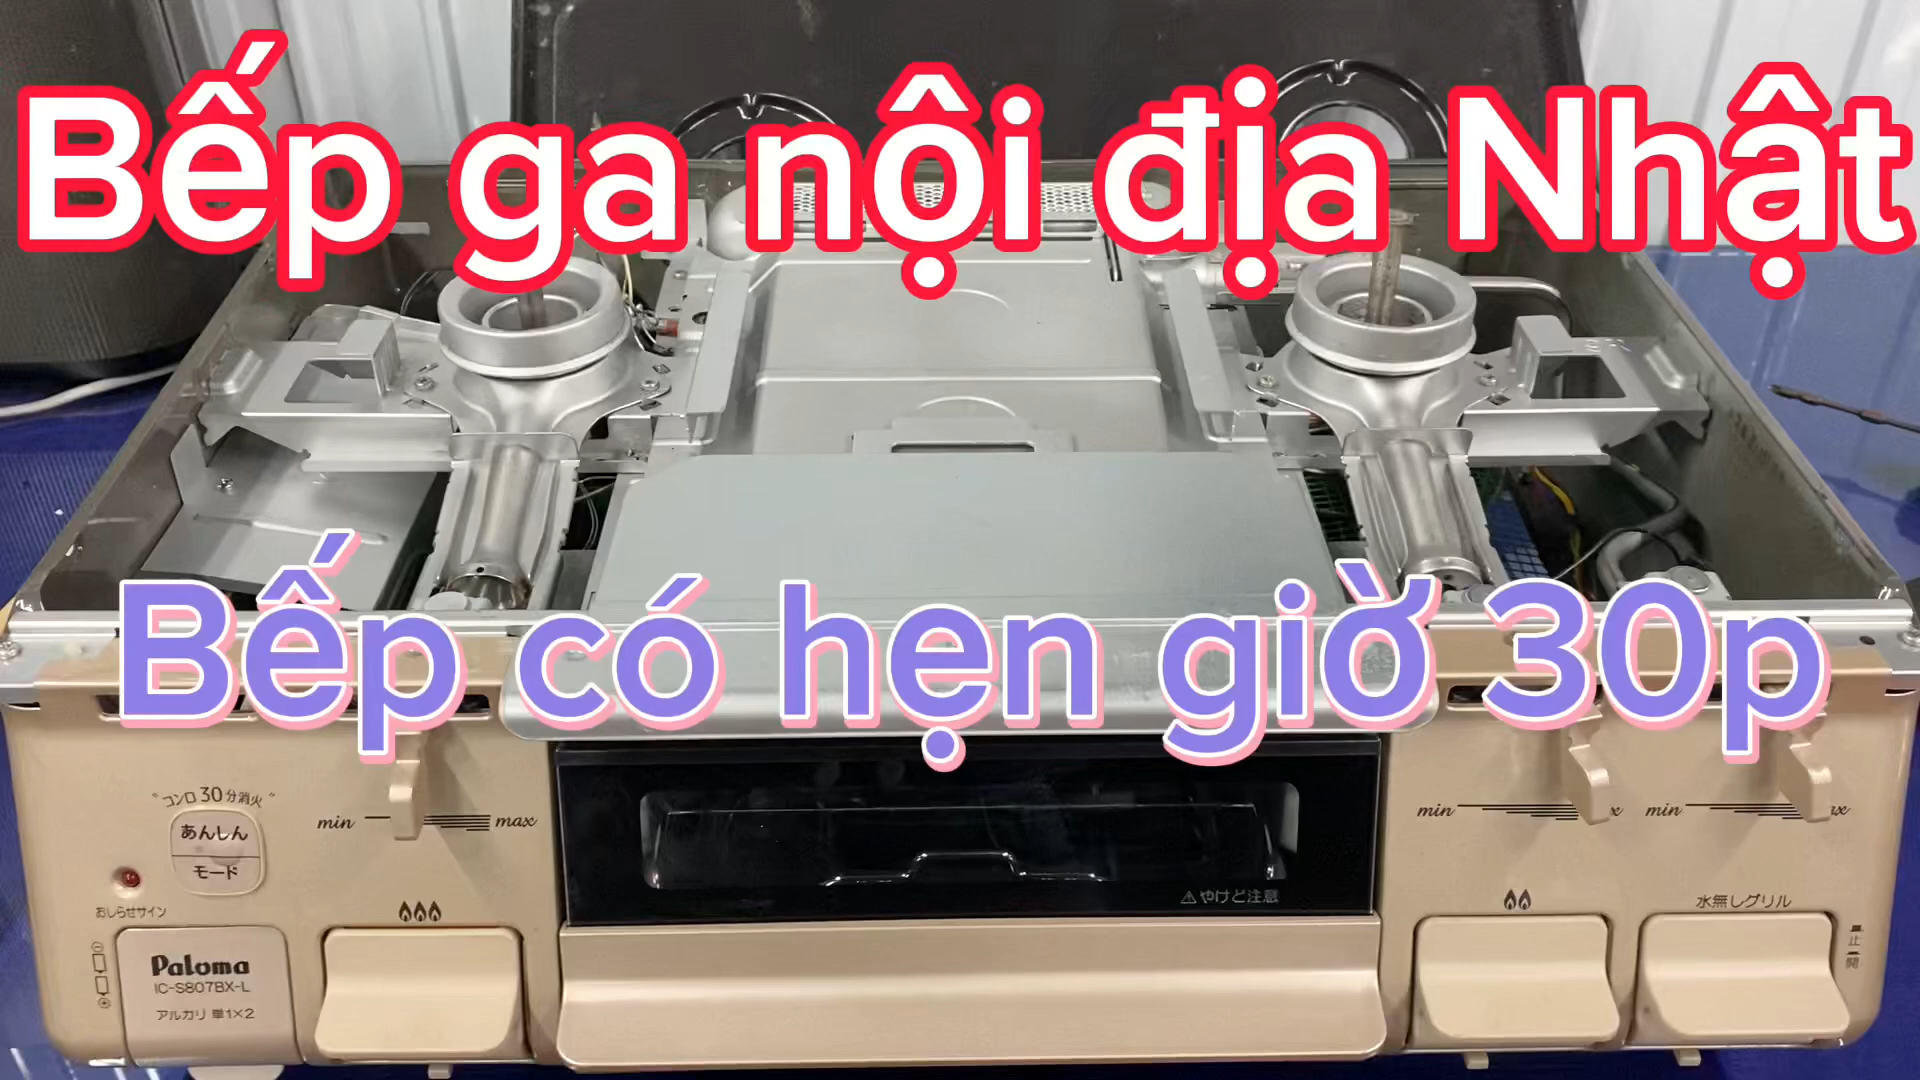 Bếp ga nội địa Nhật
Bếp có hẹn giờ 30p
"コンロ30分消火"
あんしん
モード
おしらせサイン
min
max
min
min
水無しグリル
⚠やけど注意
止
開
Paloma
IC-S807BX-L
アルカリ 単1×2